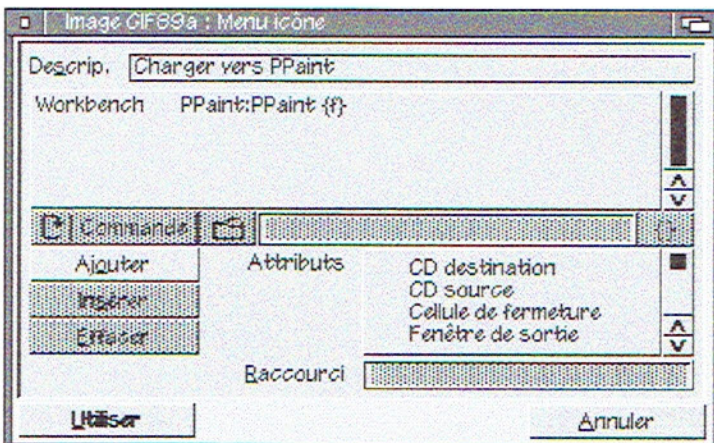 Image GIF89a : Menu icône
Descrip. Charger vers PPaint
Workbench PPaint:PPaint {f}
Commande {}
Ajouter
Insérer
Effacer
Attributs
CD destination
CD source
Cellule de fermeture
Fenêtre de sortie
Raccourci
Utiliser
Annuler